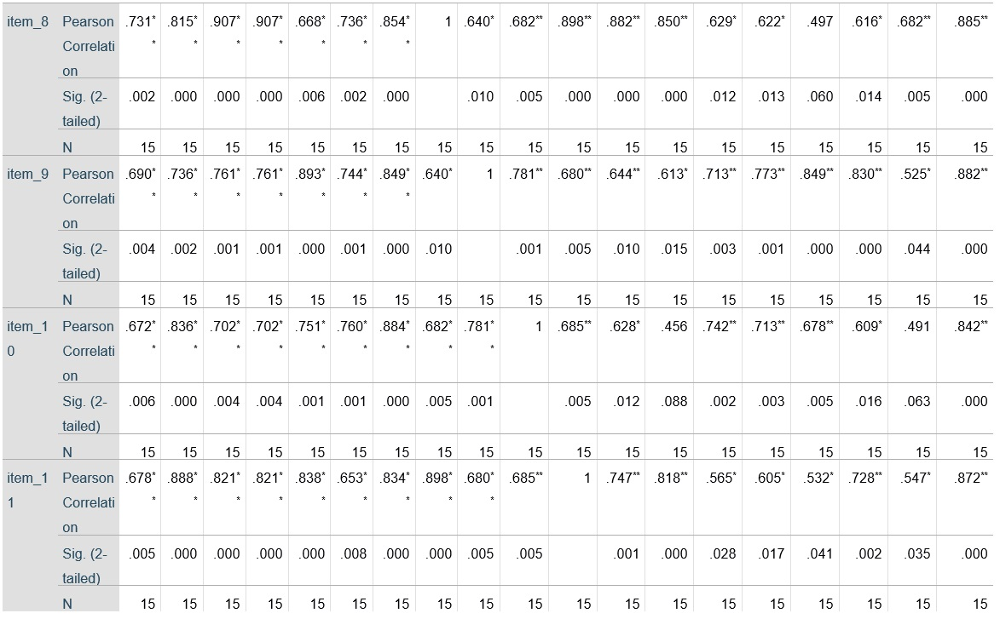 item_8 Pearson .731* .815* .907* .907* .668* .736* .854* 1 .640* .682** .898** .882** .850** .629* .622* .497 .616* .682** .885**
Correlati * * * * * * *
on
Sig. (2- .002 .000 .000 .000 .006 .002 .000 .010 .005 .000 .000 .000 .012 .013 .060 .014 .005 .000
tailed)
N 15 15 15 15 15 15 15 15 15 15 15 15 15 15 15 15 15 15 15
item_9 Pearson .690* .736* .761* .761* .893* .744* .849* .640* 1 .781** .680** .644** .613* .713** .773** .849** .830** .525* .882**
Correlati * * * * * * *
on
Sig. (2- .004 .002 .001 .001 .000 .001 .000 .010 .001 .005 .010 .015 .003 .001 .000 .000 .044 .000
tailed)
N 15 15 15 15 15 15 15 15 15 15 15 15 15 15 15 15 15 15 15
item_1 Pearson .672* .836* .702* .702* .751* .760* .884* .682* .781* 1 .685** .628* .456 .742** .713** .678** .609* .491 .842**
0 Correlati * * * * * * * * *
on
Sig. (2- .006 .000 .004 .004 .001 .001 .000 .005 .001 .005 .012 .088 .002 .003 .005 .016 .063 .000
tailed)
N 15 15 15 15 15 15 15 15 15 15 15 15 15 15 15 15 15 15 15
item_1 Pearson .678* .888* .821* .821* .838* .653* .834* .898* .680* .685** 1 .747** .818** .565* .605* .532* .728** .547* .872**
1 Correlati * * * * * * * * *
on
Sig. (2- .005 .000 .000 .000 .000 .008 .000 .000 .005 .005 .001 .000 .028 .017 .041 .002 .035 .000
tailed)
N 15 15 15 15 15 15 15 15 15 15 15 15 15 15 15 15 15 15 15